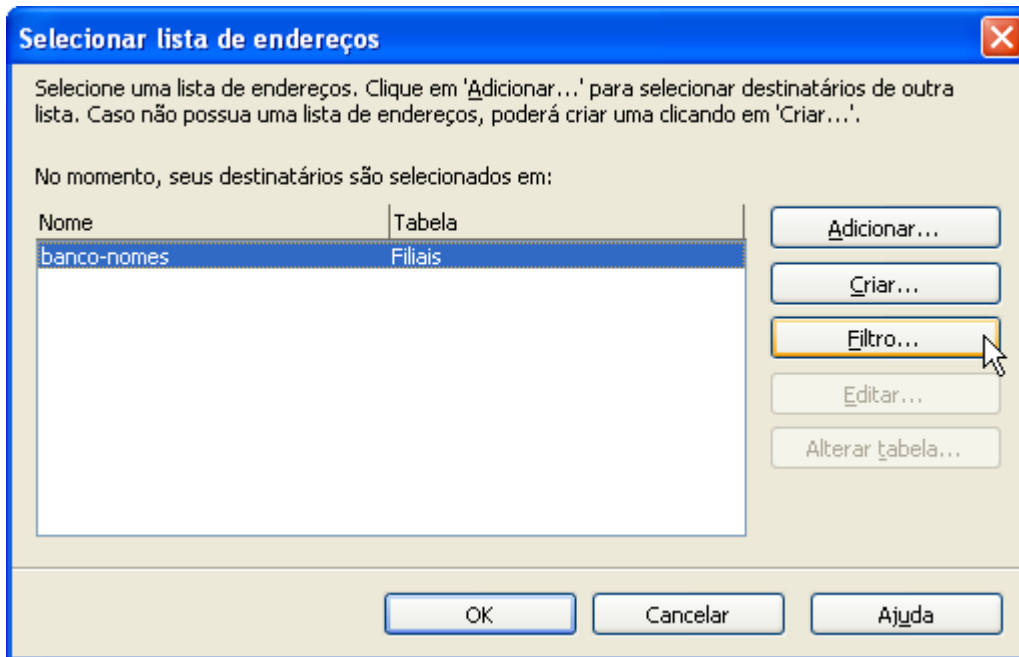 Selecionar lista de endereços
Selecione uma lista de endereços. Clique em 'Adicionar...' para selecionar destinatários de outra
lista. Caso não possua uma lista de endereços, poderá criar uma clicando em 'Criar...'.
No momento, seus destinatários são selecionados em:
Nome Tabela
banco-nomes Filiais
Adicionar...
Criar...
Filtro...
Editar...
Alterar tabela...
OK Cancelar Ajuda